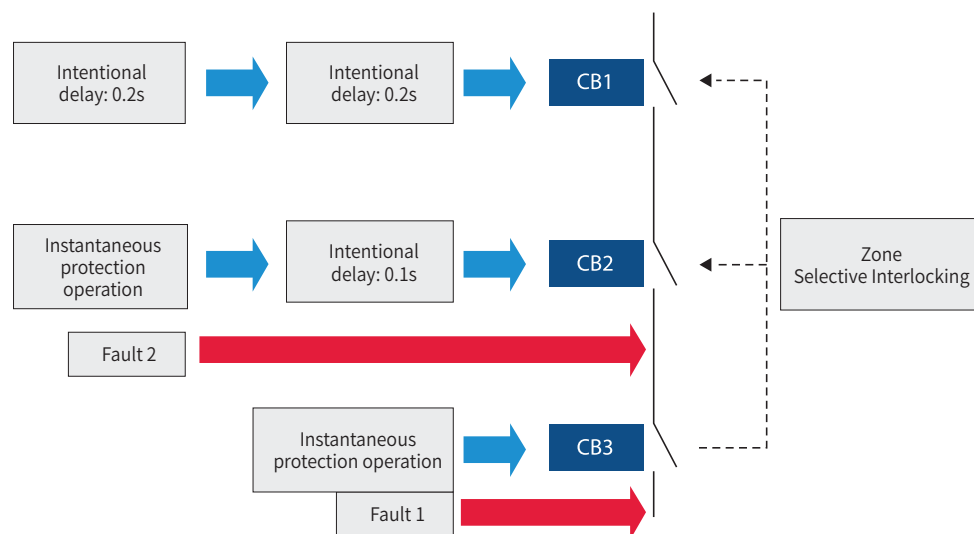 Intentional
delay: 0.2s
Intentional
delay: 0.2s
CB1
Instantaneous
protection
operation
Intentional
delay: 0.1s
CB2
Zone
Selective Interlocking
Fault 2
Instantaneous
protection operation
CB3
Fault 1